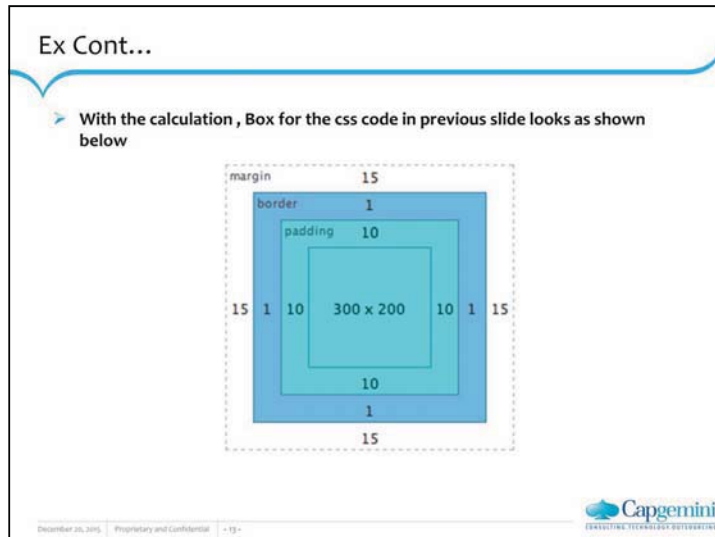 Ex Cont...
➤ With the calculation , Box for the css code in previous slide looks as shown
below
margin 15
border 1
padding 10
15 1 10 300 x 200 10 1 15
10
1
15
December 20, 2015 Proprietary and Confidential - 13 -
Capgemini
CONSULTING.TECHNOLOGY.OUTSOURCING